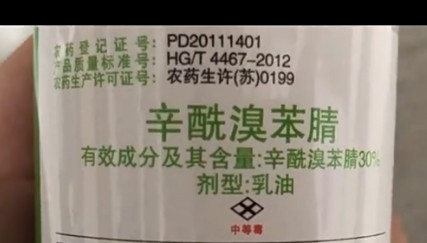 农药登记证号：PD20111401
产品质量标准号：HG/T 4467-2012
农药生产许可证号：农药生许(苏)0199
辛酰溴苯腈
有效成分及其含量:辛酰溴苯腈30%
剂型:乳油
中等毒